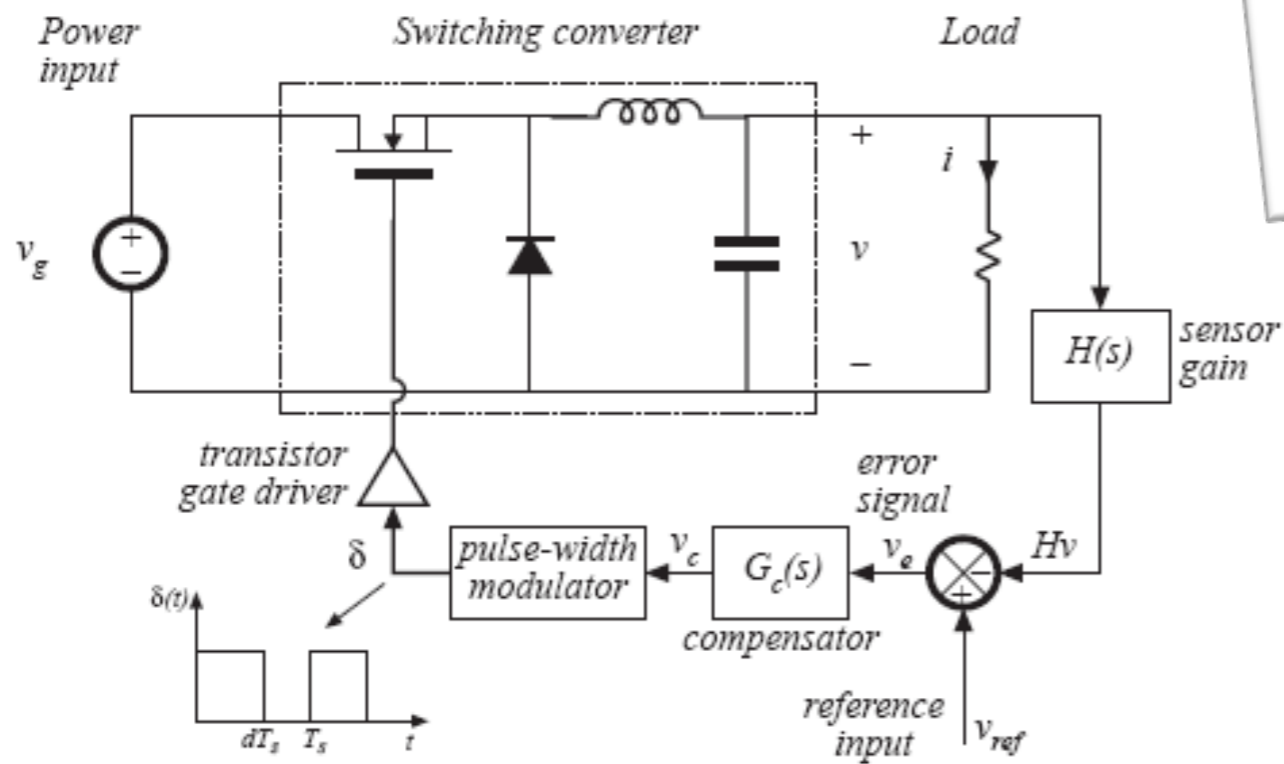 Power
input
Switching converter
Load
+
i
v_g
+
–
v
–
H(s)
sensor
gain
transistor
gate driver
error
signal
δ
pulse-width
modulator
v_c
G_c(s)
v_e
–
+
Hv
compensator
δ(t)
dT_s
T_s
t
reference
input
v_ref